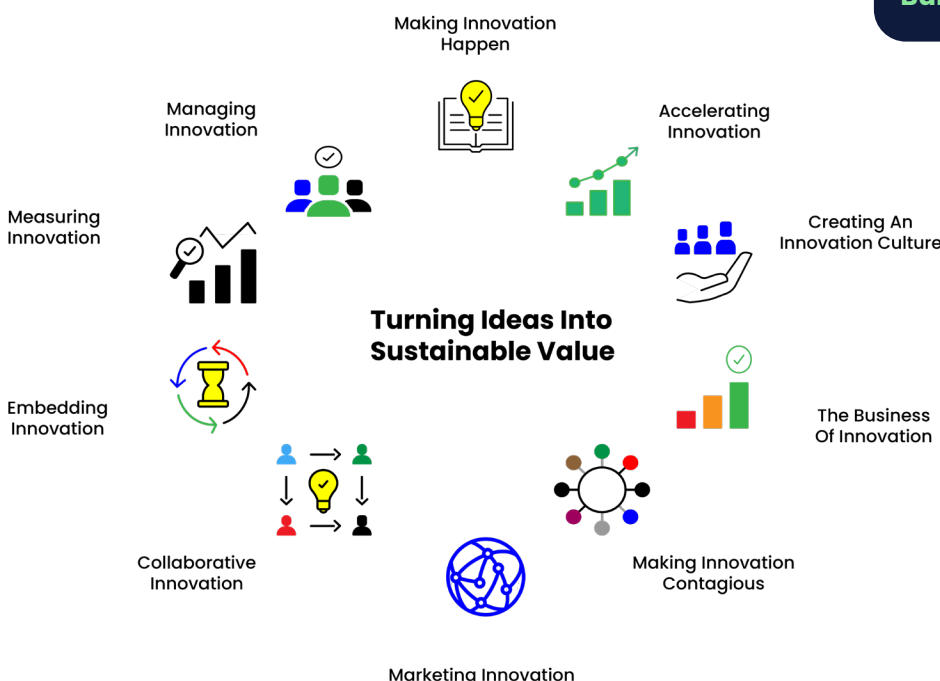 Making Innovation
Happen
Managing
Innovation
Accelerating
Innovation
Measuring
Innovation
Creating An
Innovation Culture
Turning Ideas Into
Sustainable Value
Embedding
Innovation
The Business
Of Innovation
Collaborative
Innovation
Making Innovation
Contagious
Marketing Innovation